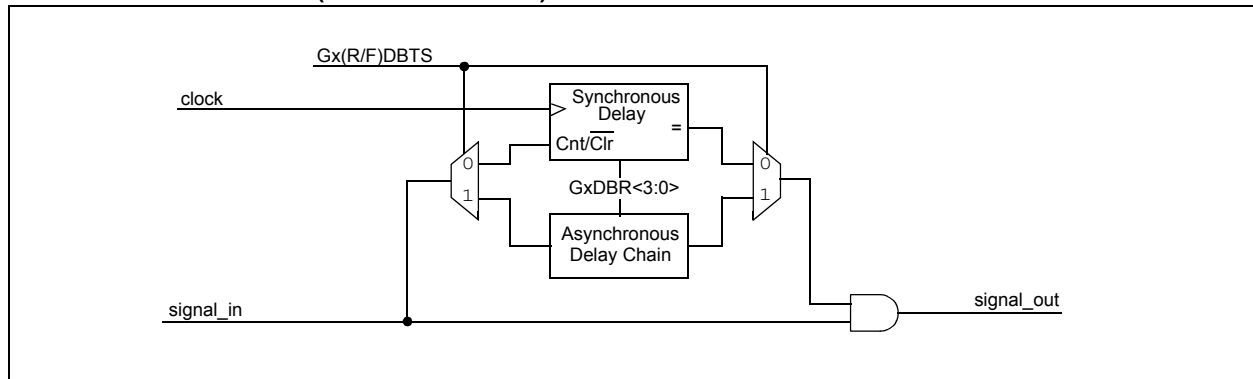 Gx(R/F)DBTS
clock
Synchronous
Delay
=
Cnt/Clr
0
1
0
1
GxDBR<3:0>
Asynchronous
Delay Chain
signal_in
signal_out